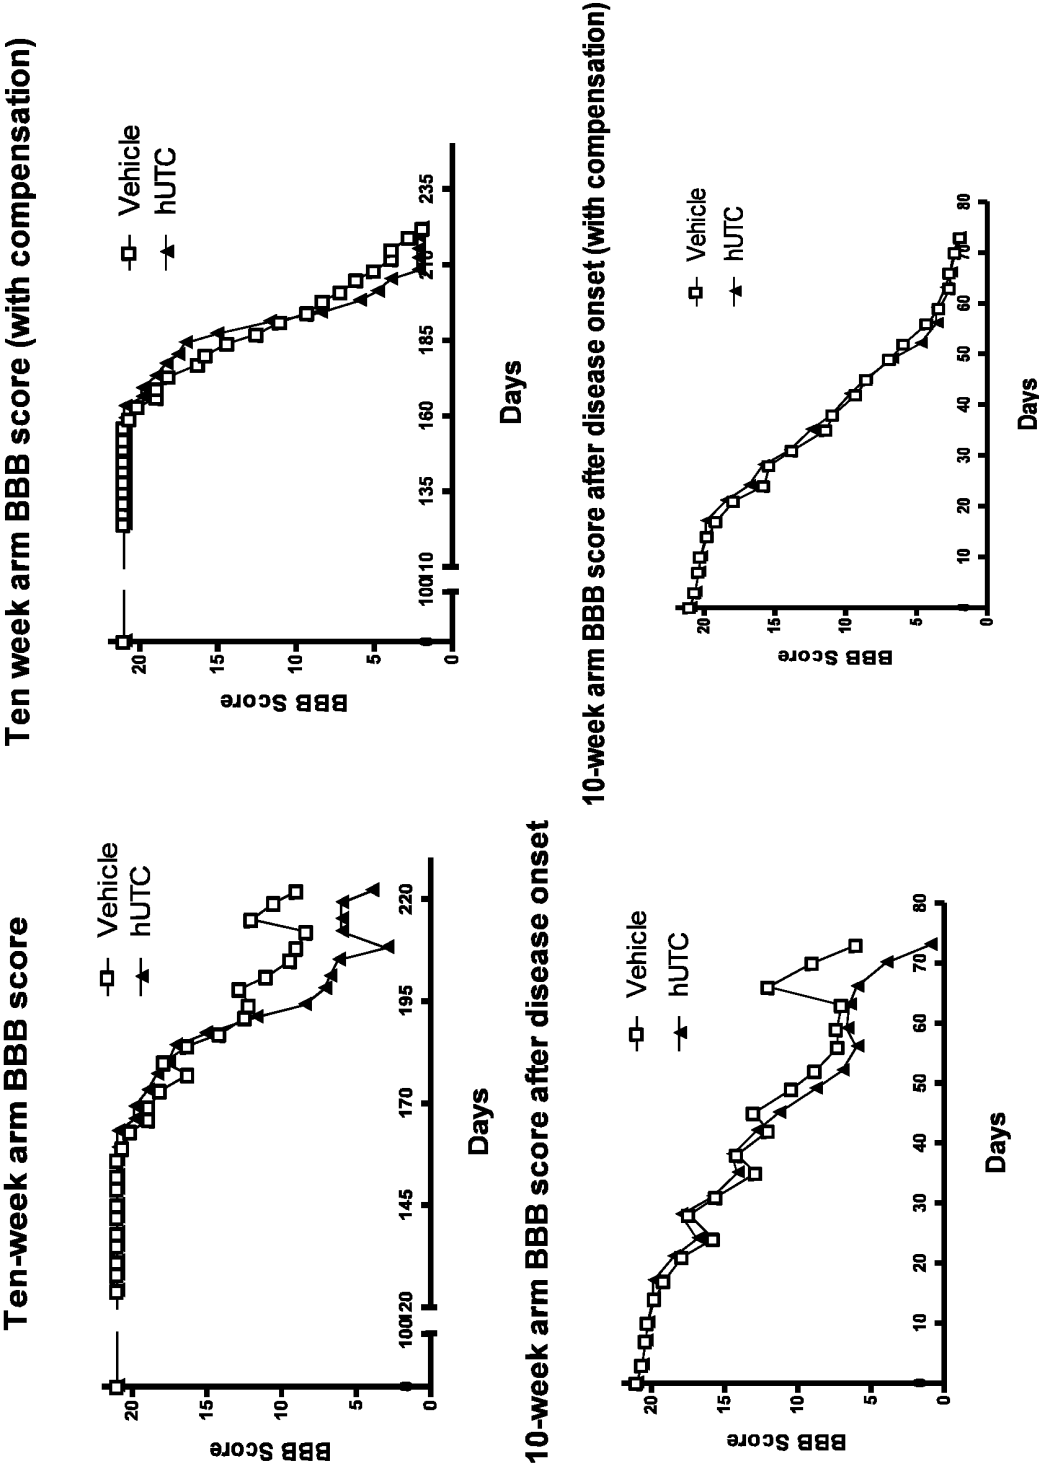 Ten-week arm BBB score
Vehicle
hUTC
20
15
10
5
0
BBB Score
100
120
145
170
195
220
Days
Ten week arm BBB score (with compensation)
Vehicle
hUTC
20
15
10
5
0
BBB Score
100
110
135
160
185
210
235
Days
10-week arm BBB score after disease onset
Vehicle
hUTC
20
15
10
5
0
BBB Score
0
10
20
30
40
50
60
70
80
Days
10-week arm BBB score after disease onset (with compensation)
Vehicle
hUTC
20
15
10
5
0
BBB Score
0
10
20
30
40
50
60
70
80
Days